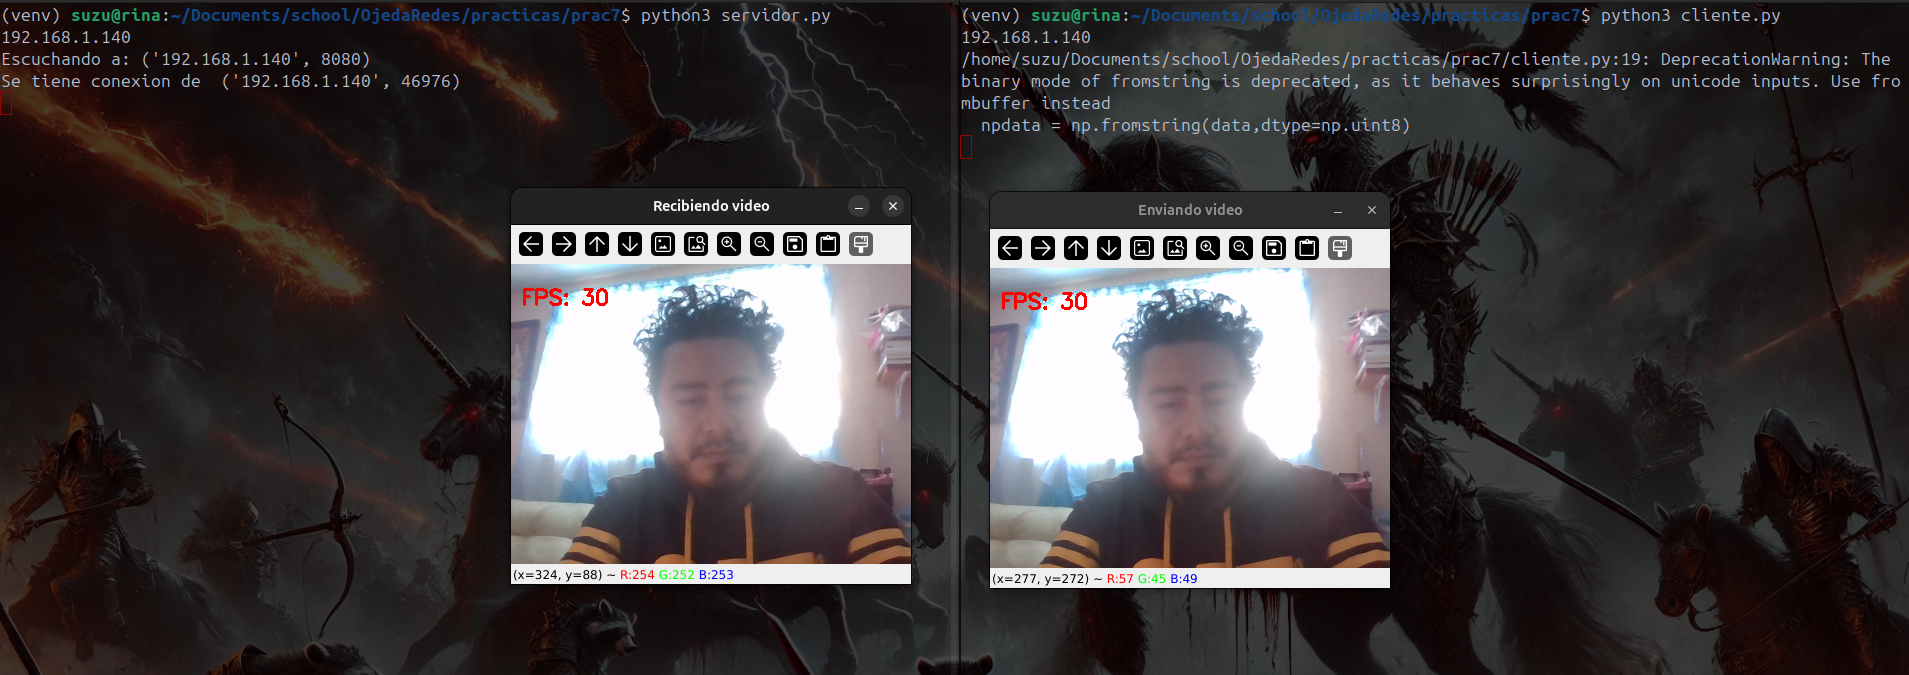 (venv) suzu@rina:~/Documents/school/OjedaRedes/practicas/prac7$ python3 servidor.py
192.168.1.140
Escuchando a: ('192.168.1.140', 8080)
Se tiene conexion de  ('192.168.1.140', 46976)
(venv) suzu@rina:~/Documents/school/OjedaRedes/practicas/prac7$ python3 cliente.py
192.168.1.140
/home/suzu/Documents/school/OjedaRedes/practicas/prac7/cliente.py:19: DeprecationWarning: The
binary mode of fromstring is deprecated, as it behaves surprisingly on unicode inputs. Use fro
mbuffer instead
  npdata = np.fromstring(data,dtype=np.uint8)
Recibiendo video
FPS: 30
(x=324, y=88) ~ R:254 G:252 B:253
Enviando video
FPS: 30
(x=277, y=272) ~ R:57 G:45 B:49